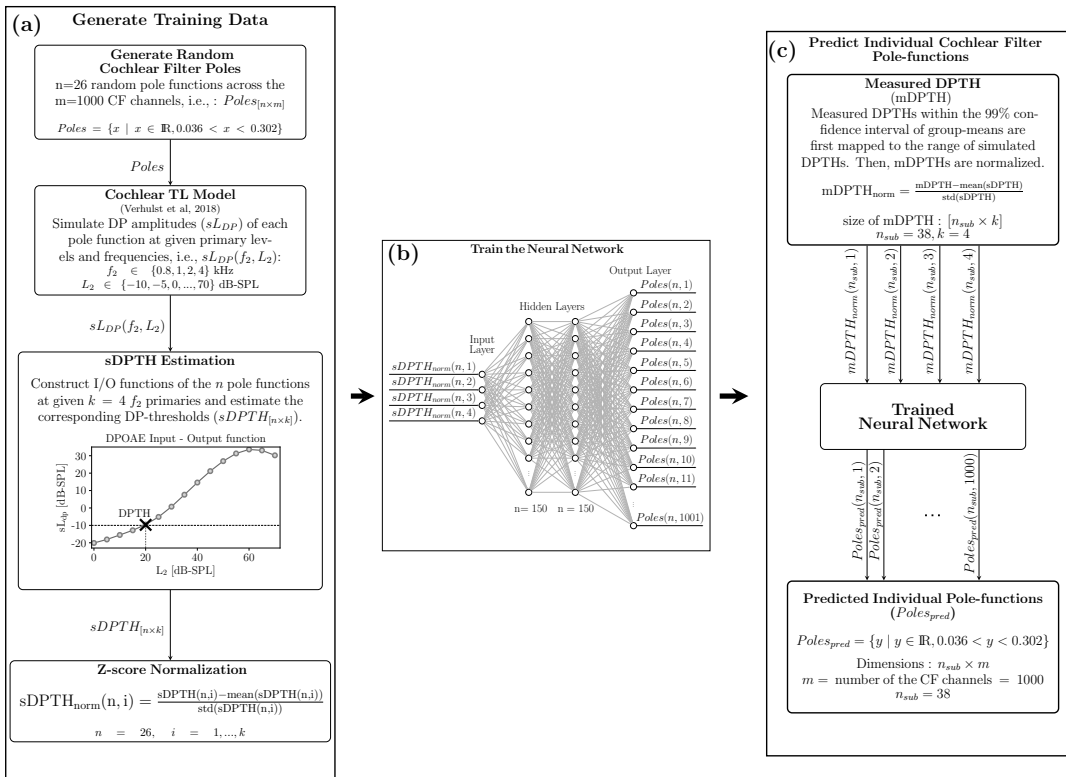 (a)
Generate Training Data
Generate Random
Cochlear Filter Poles
n=26 random pole functions across the
m=1000 CF channels, i.e., : Poles[n×m]
Poles = {x | x ∈ ℝ, 0.036 < x < 0.302}
Poles
Cochlear TL Model
(Verhulst et al, 2018)
Simulate DP amplitudes (sL_DP) of each
pole function at given primary lev-
els and frequencies, i.e., sL_DP(f₂, L₂):
f₂ ∈ {0.8, 1, 2, 4} kHz
L₂ ∈ {−10, −5, 0, ..., 70} dB-SPL
sL_DP(f₂, L₂)
sDPTH Estimation
Construct I/O functions of the n pole functions
at given k = 4 f₂ primaries and estimate the
corresponding DP-thresholds (sDPTH[n×k]).
DPOAE Input - Output function
sL_dp [dB-SPL]
30
20
10
0
-10
-20
DPTH
0
20
40
60
L₂ [dB-SPL]
sDPTH[n×k]
Z-score Normalization
sDPTH_norm(n, i) = (sDPTH(n,i)−mean(sDPTH(n,i))) / std(sDPTH(n,i))
n = 26, i = 1, ..., k
(b)
Train the Neural Network
Output Layer
Hidden Layers
Input
Layer
sDPTH_norm(n, 1)
sDPTH_norm(n, 2)
sDPTH_norm(n, 3)
sDPTH_norm(n, 4)
n= 150
n = 150
Poles(n, 1)
Poles(n, 2)
Poles(n, 3)
Poles(n, 4)
Poles(n, 5)
Poles(n, 6)
Poles(n, 7)
Poles(n, 8)
Poles(n, 9)
Poles(n, 10)
Poles(n, 11)
Poles(n, 1001)
(c)
Predict Individual Cochlear Filter
Pole-functions
Measured DPTH
(mDPTH)
Measured DPTHs within the 99% con-
fidence interval of group-means are
first mapped to the range of simulated
DPTHs. Then, mDPTHs are normalized.
mDPTH_norm = (mDPTH−mean(sDPTH)) / std(sDPTH)
size of mDPTH : [n_sub × k]
n_sub = 38, k = 4
mDPTH_norm(n_sub, 1)
mDPTH_norm(n_sub, 2)
mDPTH_norm(n_sub, 3)
mDPTH_norm(n_sub, 4)
Trained
Neural Network
Poles_pred(n_sub, 1)
Poles_pred(n_sub, 2)
...
Poles_pred(n_sub, 1000)
Predicted Individual Pole-functions
(Poles_pred)
Poles_pred = {y | y ∈ ℝ, 0.036 < y < 0.302}
Dimensions : n_sub × m
m = number of the CF channels = 1000
n_sub = 38